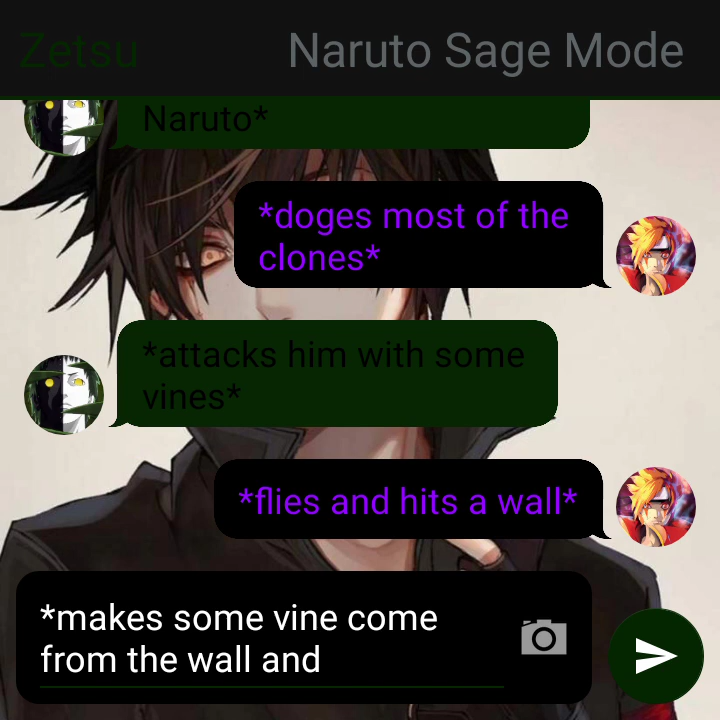 Zetsu Naruto Sage Mode
Naruto*
*doges most of the
clones*
*attacks him with some
vines*
*flies and hits a wall*
*makes some vine come
from the wall and